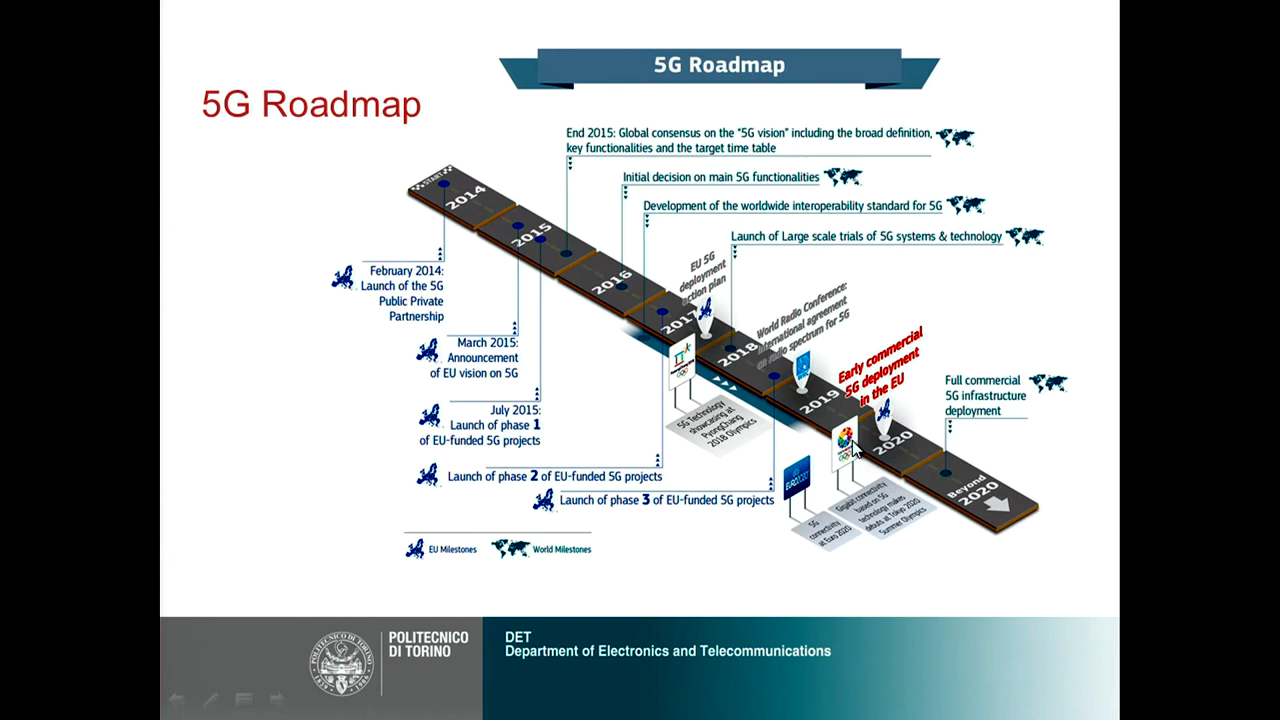 5G Roadmap
5G Roadmap
End 2015: Global consensus on the "5G vision" including the broad definition,
key functionalities and the target time table
Initial decision on main 5G functionalities
Development of the worldwide interoperability standard for 5G
Launch of Large scale trials of 5G systems & technology
START
2014
2015
2016
2017
2018
2019
2020
Beyond
2020
February 2014:
Launch of the 5G
Public Private
Partnership
March 2015:
Announcement
of EU vision on 5G
July 2015:
Launch of phase 1
of EU-funded 5G projects
Launch of phase 2 of EU-funded 5G projects
Launch of phase 3 of EU-funded 5G projects
EU 5G
deployment
action plan
World Radio Conference:
International agreement
on radio spectrum for 5G
Early commercial
5G deployment
in the EU
Full commercial
5G infrastructure
deployment
5G Technology
showcasing at
PyongChang
2018 Olympics
EURO2020
5G
connectivity
at Euro 2020
Gigabit connectivity
based on 5G
technology makes
debuts at Tokyo 2020
Summer Olympics
EU Milestones
World Milestones
POLITECNICO
DI TORINO
DET
Department of Electronics and Telecommunications